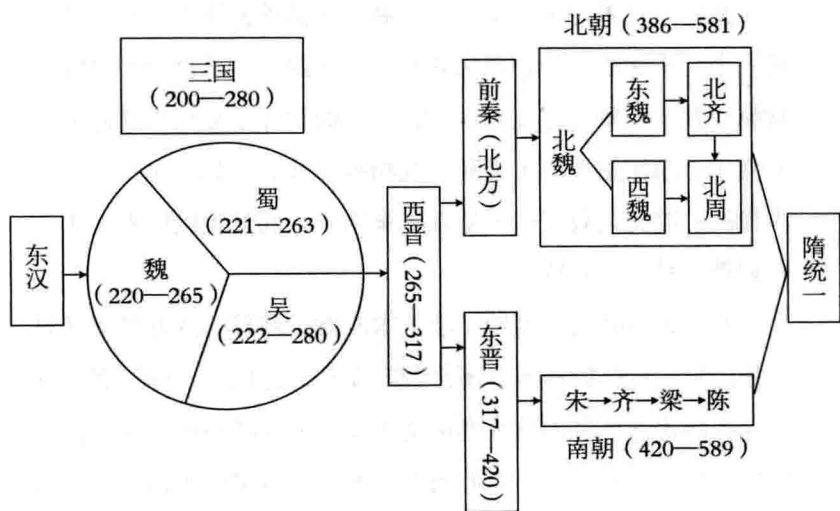 北朝（386—581）
三国
（200—280）
东汉
魏
（220—265）
蜀
（221—263）
吴
（222—280）
西晋（265—317）
前秦（北方）
北魏
东魏
北齐
西魏
北周
东晋（317—420）
宋→齐→梁→陈
南朝（420—589）
隋统一